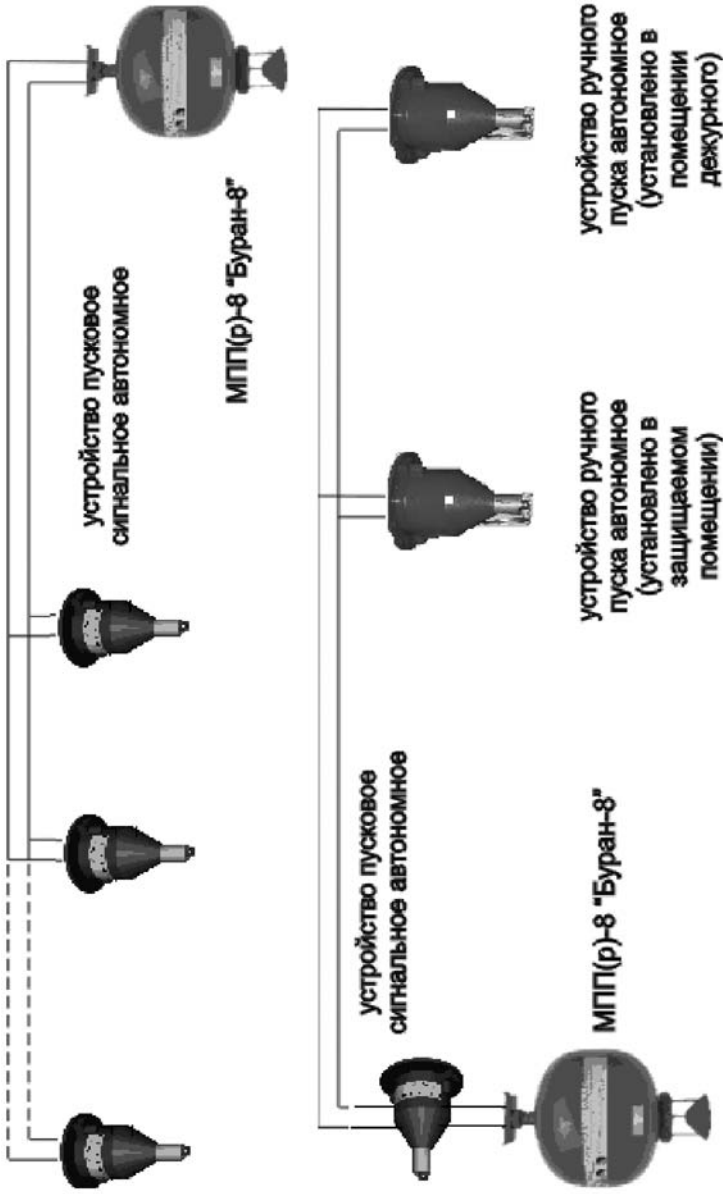 устройство пусковое
сигнальное автономное
МПП(р)-8 "Буран-8"
устройство пусковое
сигнальное автономное
МПП(р)-8 "Буран-8"
устройство ручного
пуска автономное
(установлено в
защищаемом
помещении)
устройство ручного
пуска автономное
(установлено в
помещении
дежурного)